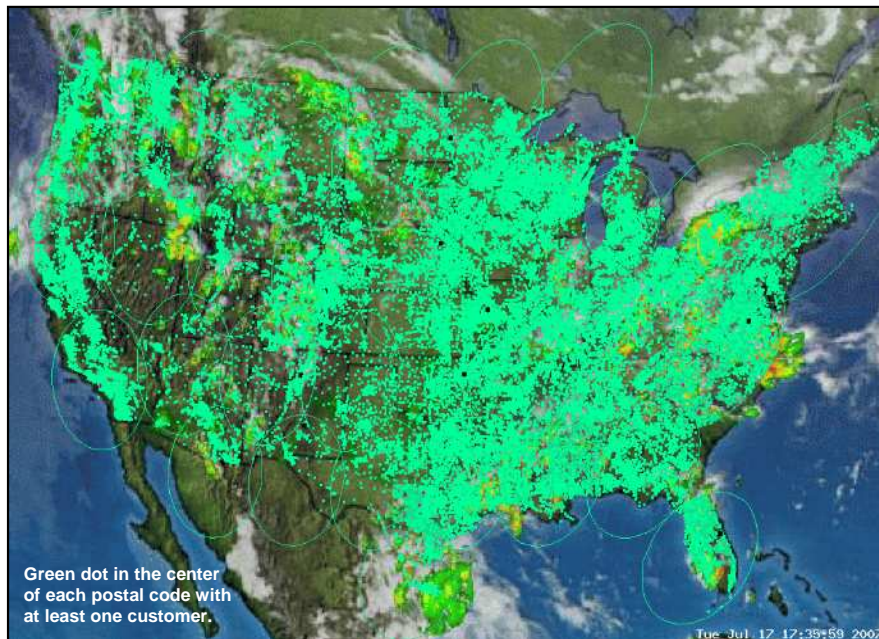 Green dot in the center
of each postal code with
at least one customer.
Tue Jul 17 17:35:59 2007